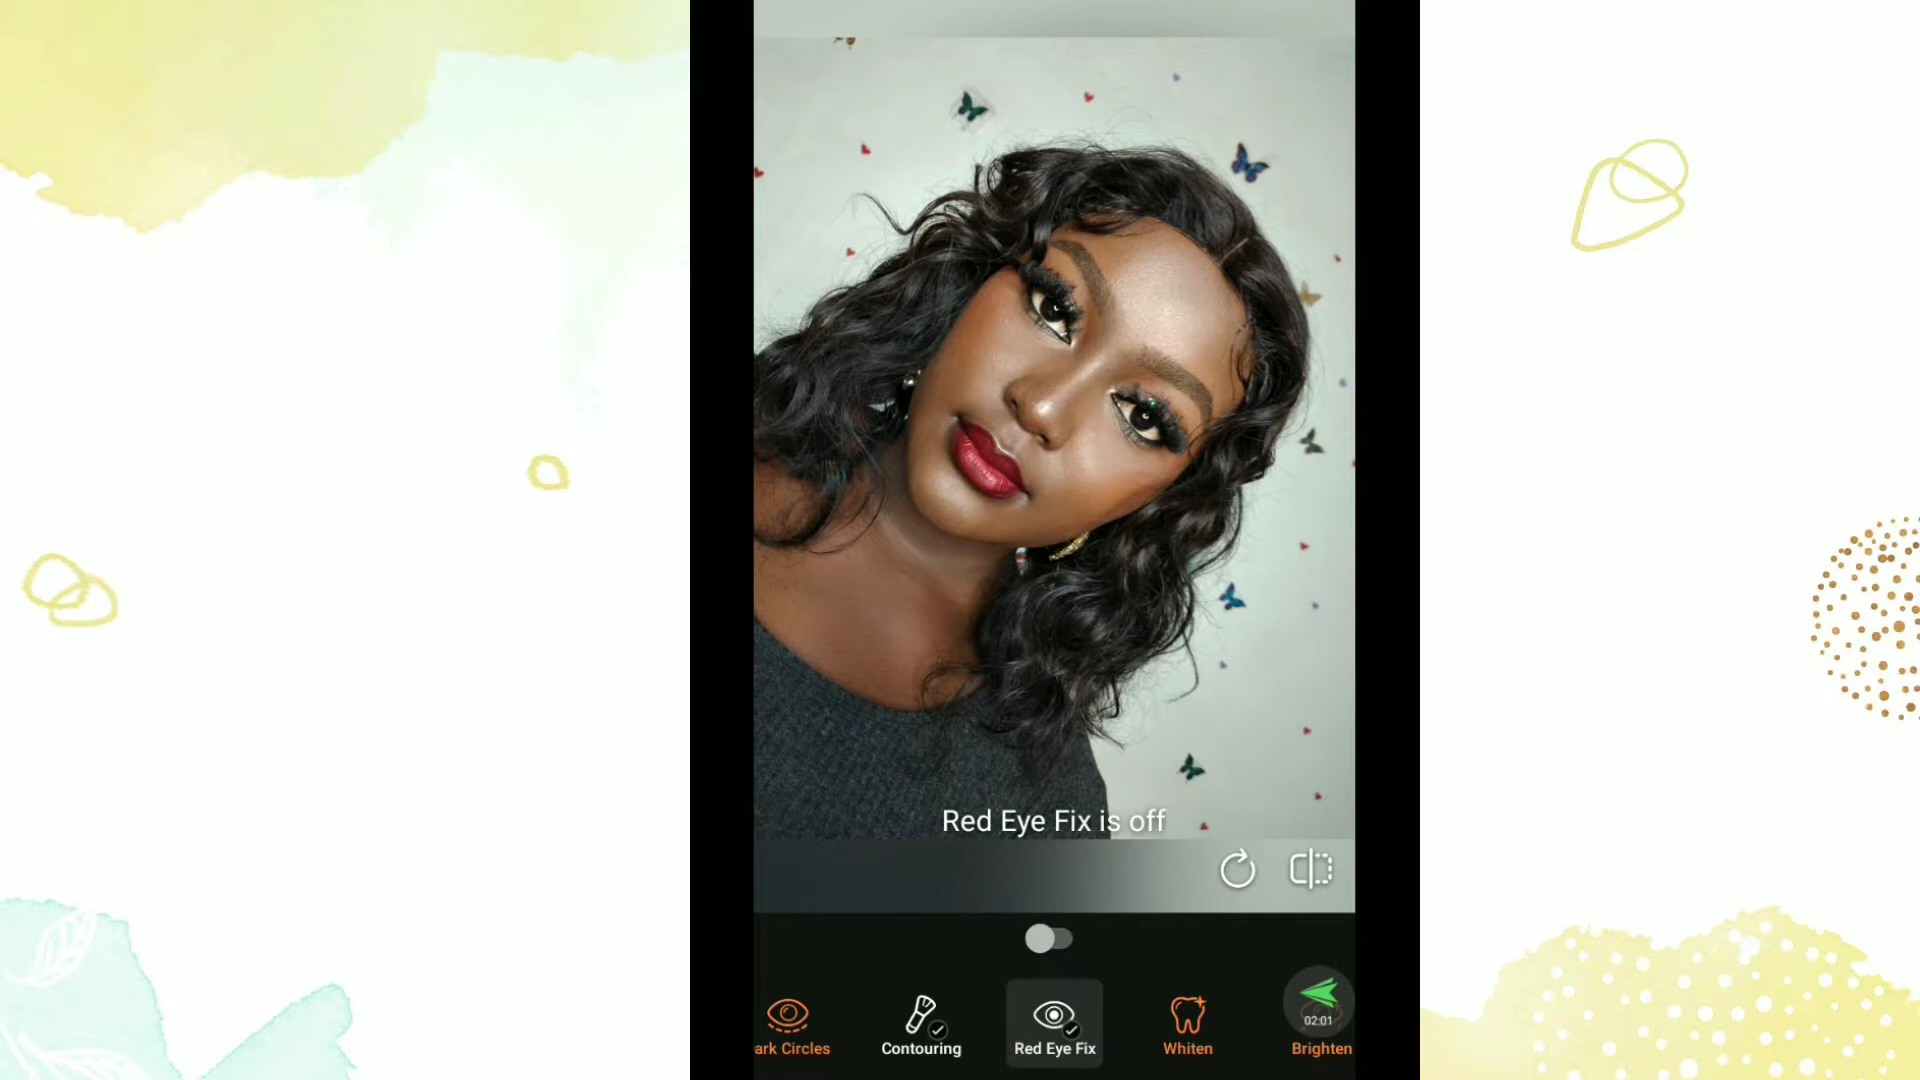 Red Eye Fix is off
ark Circles
Contouring
Red Eye Fix
Whiten
Brighten
02:01